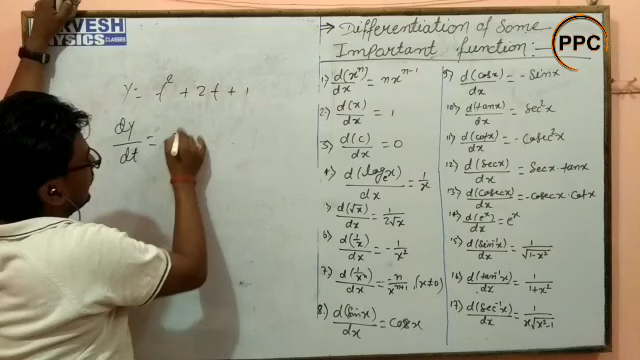 RVESH
PHYSICS CLASSES
y = t² + 2t + 1
dy/dt =
⇒ Differentiation of Some
Important function :-
PPC
1) d(xⁿ)/dx = nxⁿ⁻¹
2) d(x)/dx = 1
3) d(c)/dx = 0
4) d(logₑx)/dx = 1/x
5) d(√x)/dx = 1/2√x
6) d(1/x)/dx = -1/x²
7) d(1/xⁿ)/dx = -n/xⁿ⁺¹, (x≠0)
8) d(sinx)/dx = cosx
9) d(cosx)/dx = -sinx
10) d(tanx)/dx = sec²x
11) d(cotx)/dx = -cosec²x
12) d(secx)/dx = secx·tanx
13) d(cosecx)/dx = -cosecx·cotx
14) d(eˣ)/dx = eˣ
15) d(sin⁻¹x)/dx = 1/√1-x²
16) d(tan⁻¹x)/dx = 1/1+x²
17) d(sec⁻¹x)/dx = 1/x√x²-1